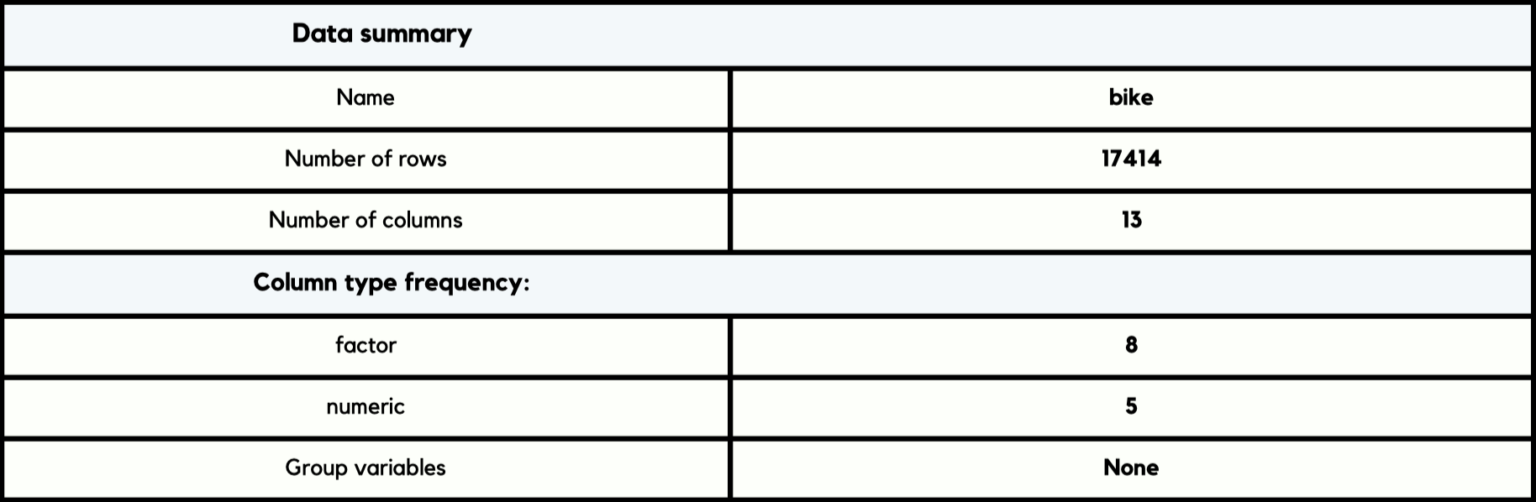 Data summary
Name bike
Number of rows 17414
Number of columns 13
Column type frequency:
factor 8
numeric 5
Group variables None